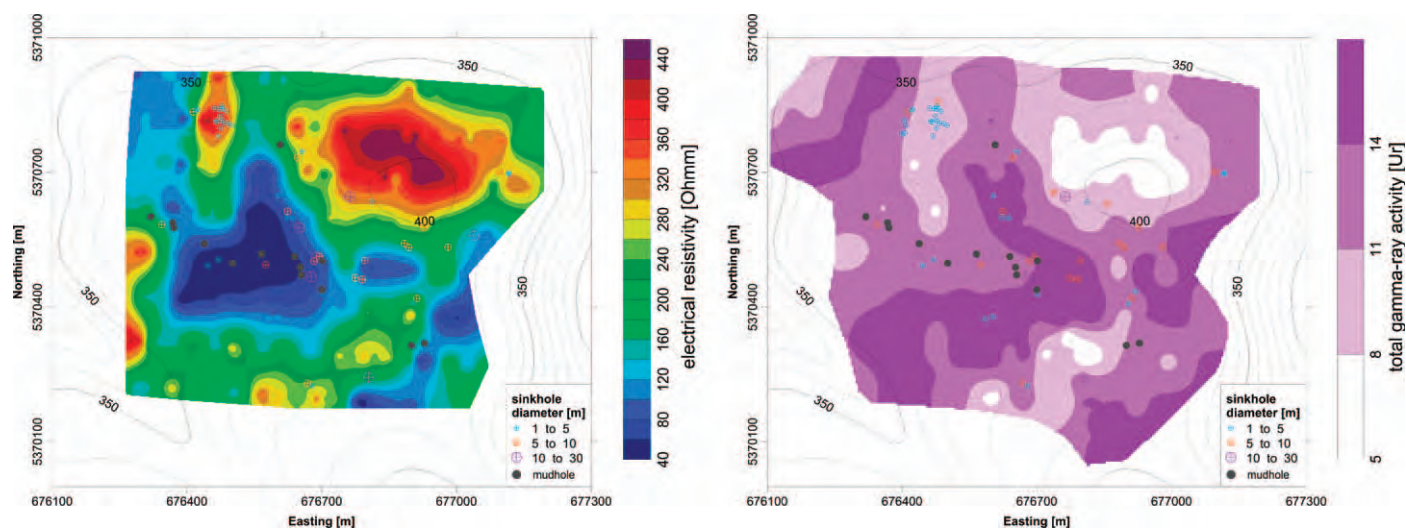 5371000
5370700
5370400
5370100
Northing [m]
350
350
400
350
350
350
sinkhole
diameter [m]
1 to 5
5 to 10
10 to 30
mudhole
676100
676400
676700
677000
677300
Easting [m]
440
400
360
320
280
240
200
160
120
80
40
electrical resistivity [Ohmm]
5371000
5370700
5370400
5370100
Northing [m]
350
350
400
350
350
350
sinkhole
diameter [m]
1 to 5
5 to 10
10 to 30
mudhole
676100
676400
676700
677000
677300
Easting [m]
14
11
8
5
total gamma-ray activity [Ur]